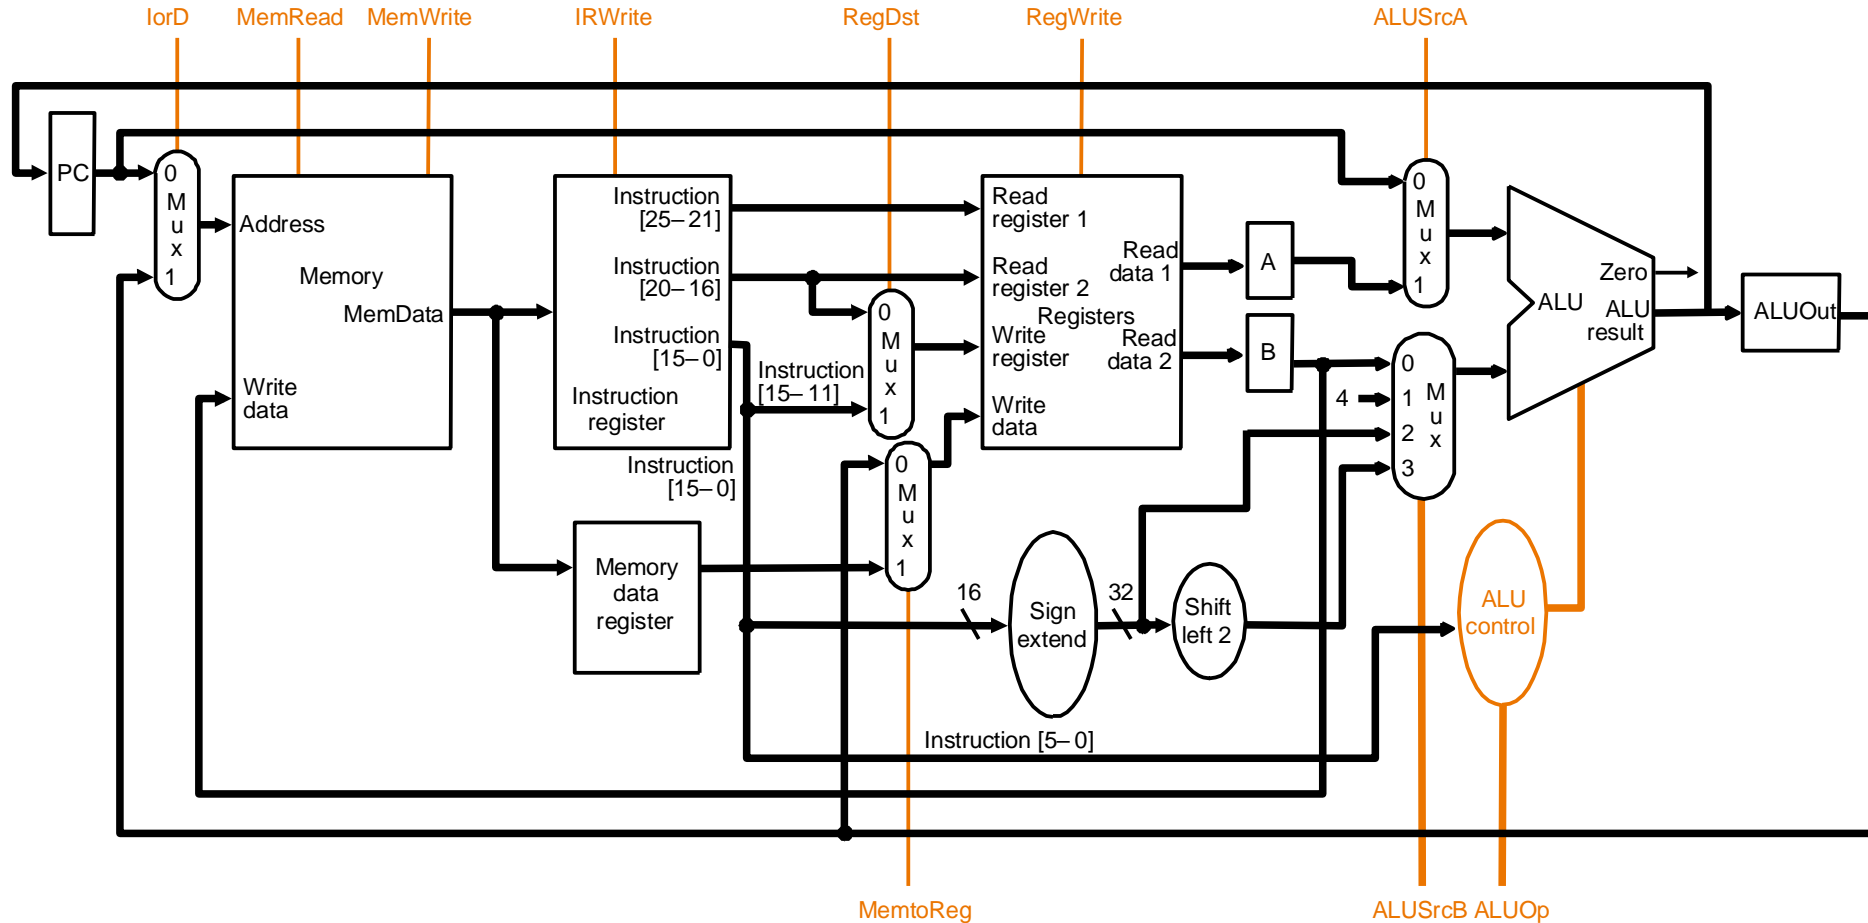 IorD MemRead MemWrite IRWrite RegDst RegWrite ALUSrcA
PC
0
M
u
x
1
Address
Memory
MemData
Write
data
Instruction
[25–21]
Instruction
[20–16]
Instruction
[15–0]
Instruction
register
Instruction
[15–11]
Instruction
[15–0]
0
M
u
x
1
0
M
u
x
1
Memory
data
register
Read
register 1
Read
register 2
Registers
Write
register
Write
data
Read
data 1
Read
data 2
A
B
0
M
u
x
1
4
0
1
2
3
M
u
x
Zero
ALU
ALU
result
ALUOut
16
Sign
extend
32
Shift
left 2
ALU
control
Instruction [5–0]
MemtoReg ALUSrcB ALUOp